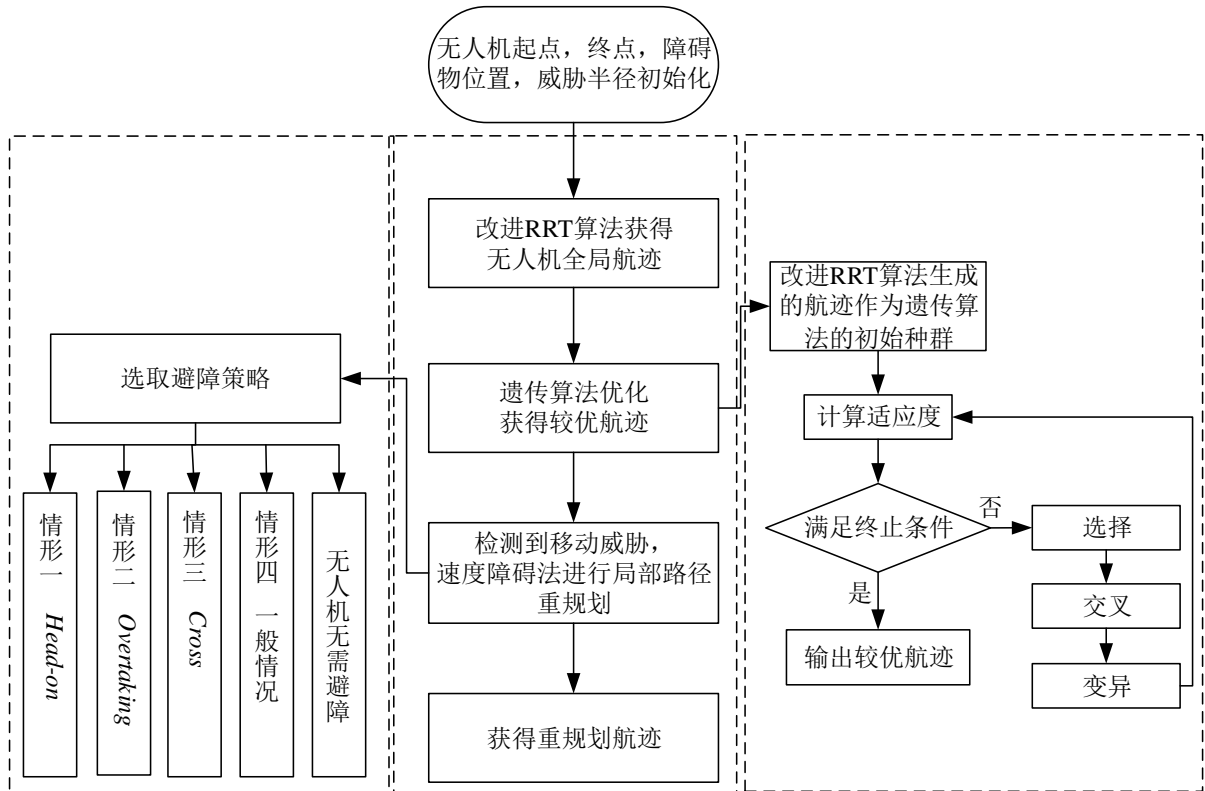 无人机起点，终点，障碍
物位置，威胁半径初始化
改进RRT算法获得
无人机全局航迹
遗传算法优化
获得较优航迹
检测到移动威胁，
速度障碍法进行局部路径
重规划
获得重规划航迹
选取避障策略
情形一 Head-on
情形二 Overtaking
情形三 Cross
情形四 一般情况
无人机无需避障
改进RRT算法生成
的航迹作为遗传算
法的初始种群
计算适应度
满足终止条件
否
是
输出较优航迹
选择
交叉
变异